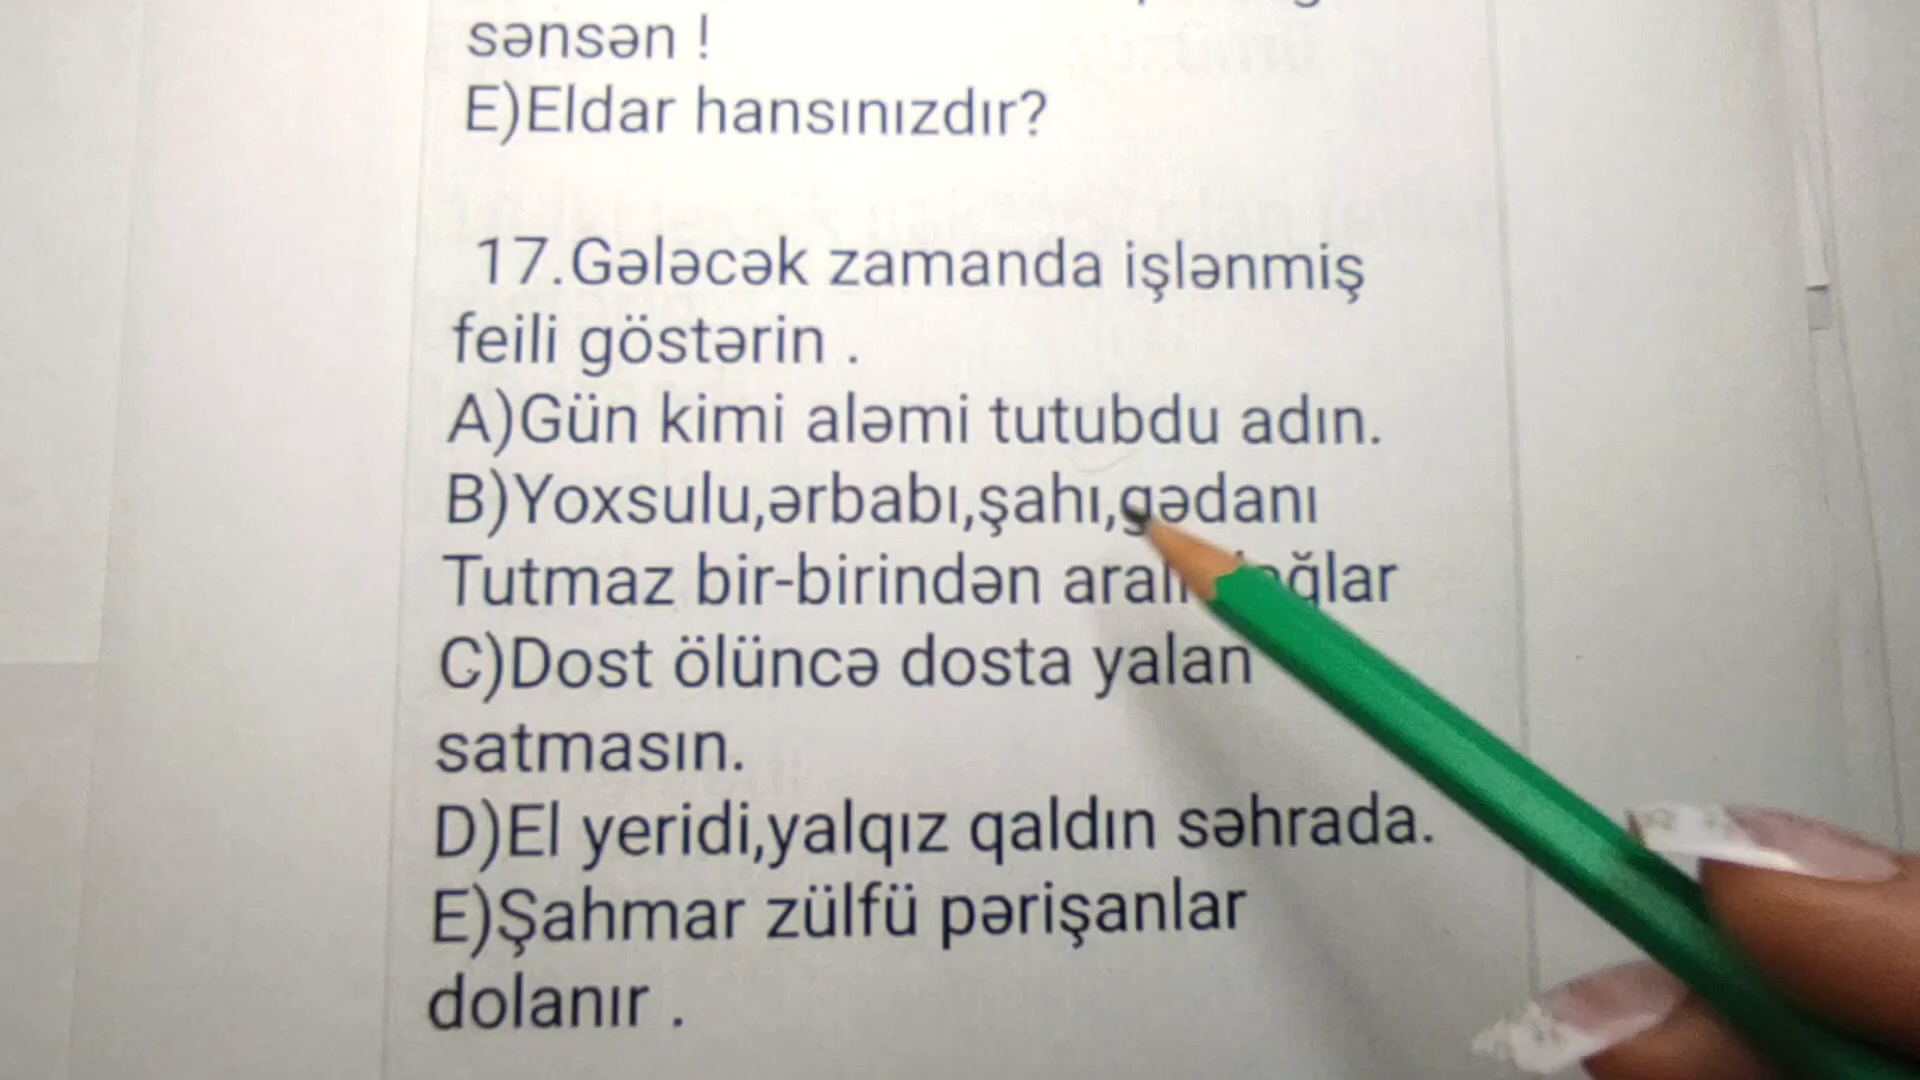 sənsən !
E)Eldar hansınızdır?
17.Gələcək zamanda işlənmiş
feili göstərin .
A)Gün kimi aləmi tutubdu adın.
B)Yoxsulu,ərbabı,şahı,gədanı
Tutmaz bir-birindən
C)Dost ölüncə dosta yalan
satmasın.
D)El yeridi,yalqız qaldın səhrada.
E)Şahmar zülfü pərişanlar
dolanır .